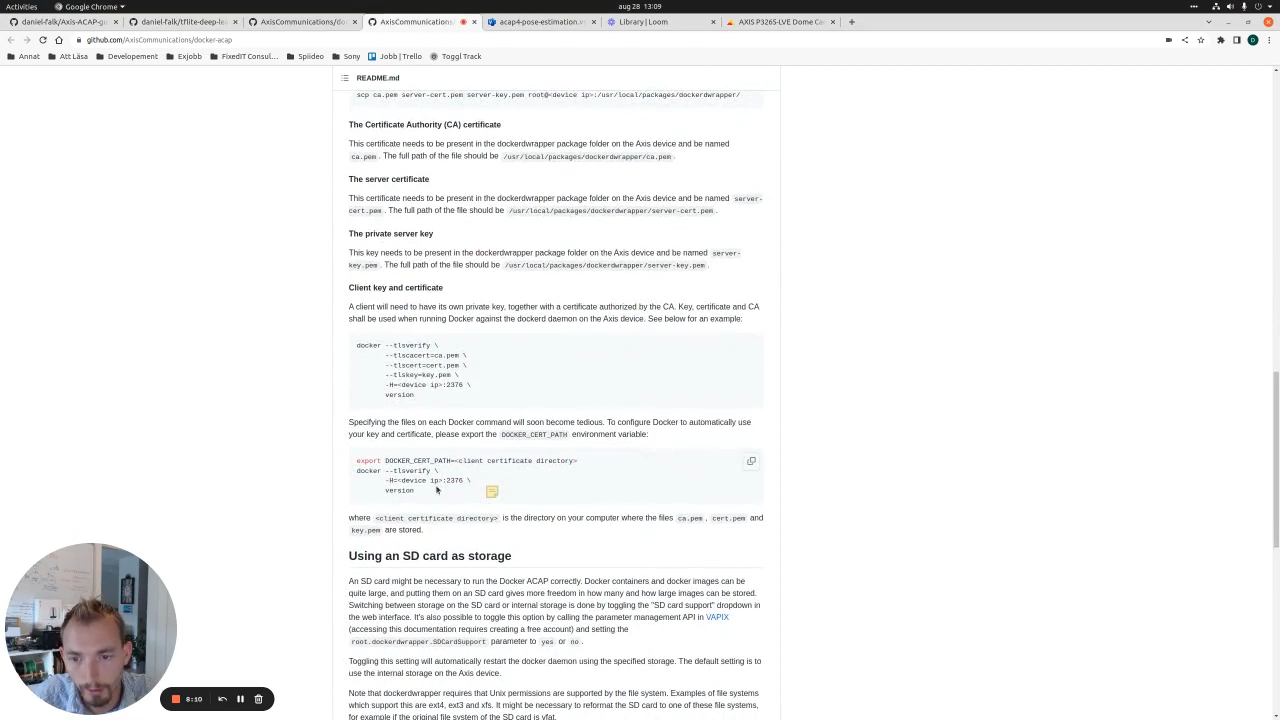 Activities
Google Chrome
aug 28 13:09
daniel-falk/Axis-ACAP-g
daniel-falk/tflite-deep-lea
AxisCommunications/do
AxisCommunications/
acap4-pose-estimation.v
Library | Loom
AXIS P3265-LVE Dome Ca
github.com/AxisCommunications/docker-acap
D
Annat
Att Läsa
Developement
Exjobb
FixedIT Consul...
Spiideo
Sony
Jobb | Trello
Toggl Track
README.md
scp ca.pem server-cert.pem server-key.pem root@<device ip>:/usr/local/packages/dockerdwrapper/
The Certificate Authority (CA) certificate
This certificate needs to be present in the dockerdwrapper package folder on the Axis device and be named
ca.pem . The full path of the file should be /usr/local/packages/dockerdwrapper/ca.pem .
The server certificate
This certificate needs to be present in the dockerdwrapper package folder on the Axis device and be named server-
cert.pem . The full path of the file should be /usr/local/packages/dockerdwrapper/server-cert.pem .
The private server key
This key needs to be present in the dockerdwrapper package folder on the Axis device and be named server-
key.pem . The full path of the file should be /usr/local/packages/dockerdwrapper/server-key.pem .
Client key and certificate
A client will need to have its own private key, together with a certificate authorized by the CA. Key, certificate and CA
shall be used when running Docker against the dockerd daemon on the Axis device. See below for an example:
docker --tlsverify \
--tlscacert=ca.pem \
--tlscert=cert.pem \
--tlskey=key.pem \
-H=<device ip>:2376 \
version
Specifying the files on each Docker command will soon become tedious. To configure Docker to automatically use
your key and certificate, please export the DOCKER_CERT_PATH environment variable:
export DOCKER_CERT_PATH=<client certificate directory>
docker --tlsverify \
-H=<device ip>:2376 \
version
where <client certificate directory> is the directory on your computer where the files ca.pem , cert.pem and
key.pem are stored.
Using an SD card as storage
An SD card might be necessary to run the Docker ACAP correctly. Docker containers and docker images can be
quite large, and putting them on an SD card gives more freedom in how many and how large images can be stored.
Switching between storage on the SD card or internal storage is done by toggling the "SD card support" dropdown in
the web interface. It's also possible to toggle this option by calling the parameter management API in VAPIX
(accessing this documentation requires creating a free account) and setting the
root.dockerdwrapper.SDCardSupport parameter to yes or no .
Toggling this setting will automatically restart the docker daemon using the specified storage. The default setting is to
use the internal storage on the Axis device.
Note that dockerdwrapper requires that Unix permissions are supported by the file system. Examples of file systems
which support this are ext4, ext3 and xfs. It might be necessary to reformat the SD card to one of these file systems,
for example if the original file system of the SD card is vfat.
8:10